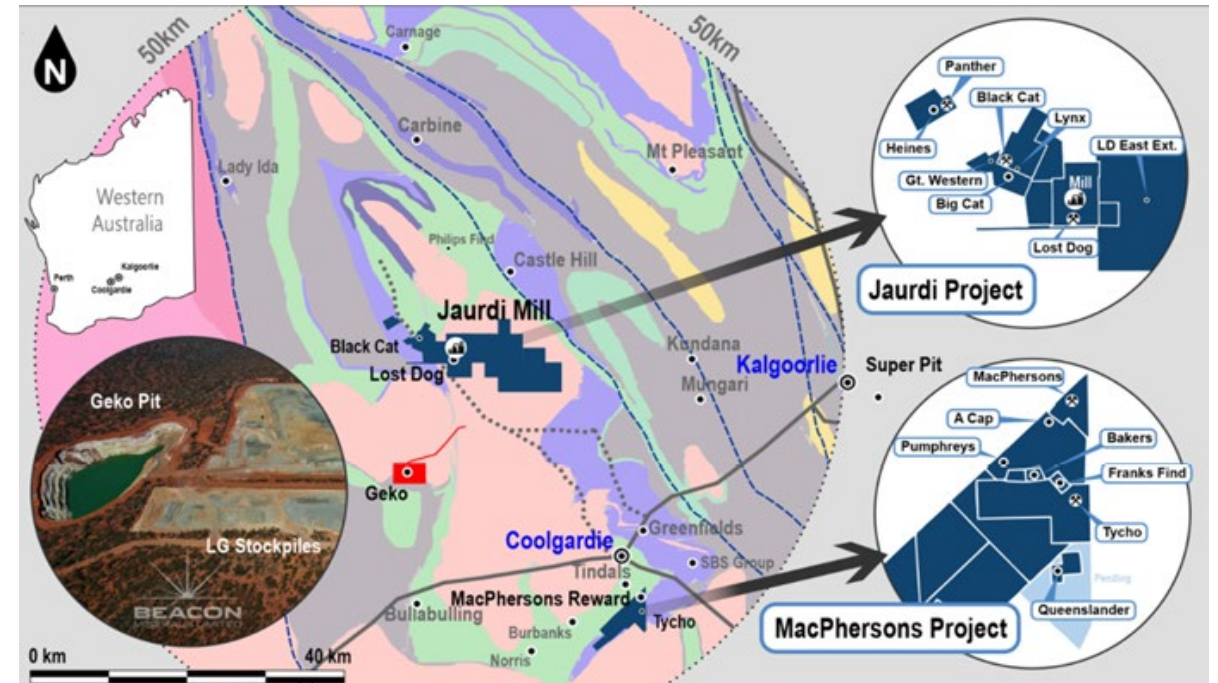 50km
50km
N
Carnage
Carbine
Mt Pleasant
Lady Ida
Western
Australia
Perth
Kalgoorlie
Coolgardie
Philips Find
Castle Hill
Jaurdi Mill
Black Cat
Lost Dog
Kundana
Mungari
Kalgoorlie
Super Pit
Geko
Greenfields
Coolgardie
Tindals
SBS Group
MacPhersons Reward
Bullabulling
Tycho
Burbanks
Norris
0 km
40 km
Geko Pit
LG Stockpiles
BEACON
Panther
Black Cat
Lynx
Heines
LD East Ext.
Gt. Western
Mill
Big Cat
Lost Dog
Jaurdi Project
MacPhersons
A Cap
Bakers
Pumphreys
Franks Find
Tycho
Pending
Queenslander
MacPhersons Project